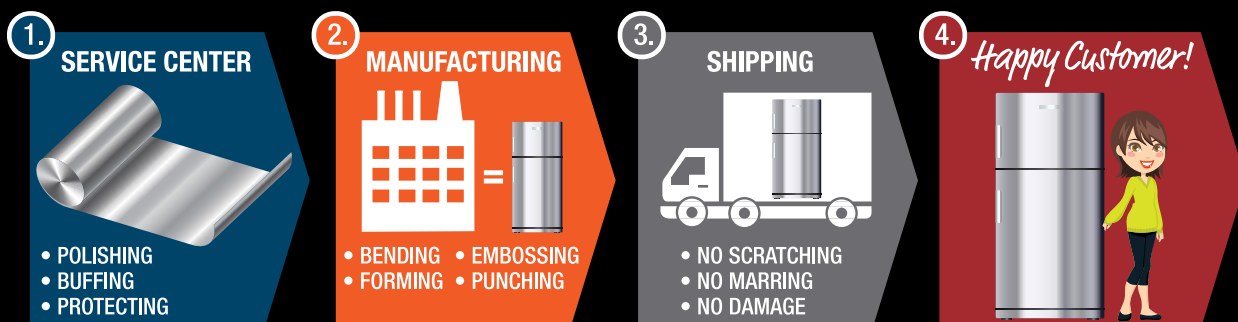 1.
SERVICE CENTER
• POLISHING
• BUFFING
• PROTECTING
2.
MANUFACTURING
=
• BENDING • EMBOSSING
• FORMING • PUNCHING
3.
SHIPPING
• NO SCRATCHING
• NO MARRING
• NO DAMAGE
4.
Happy Customer!